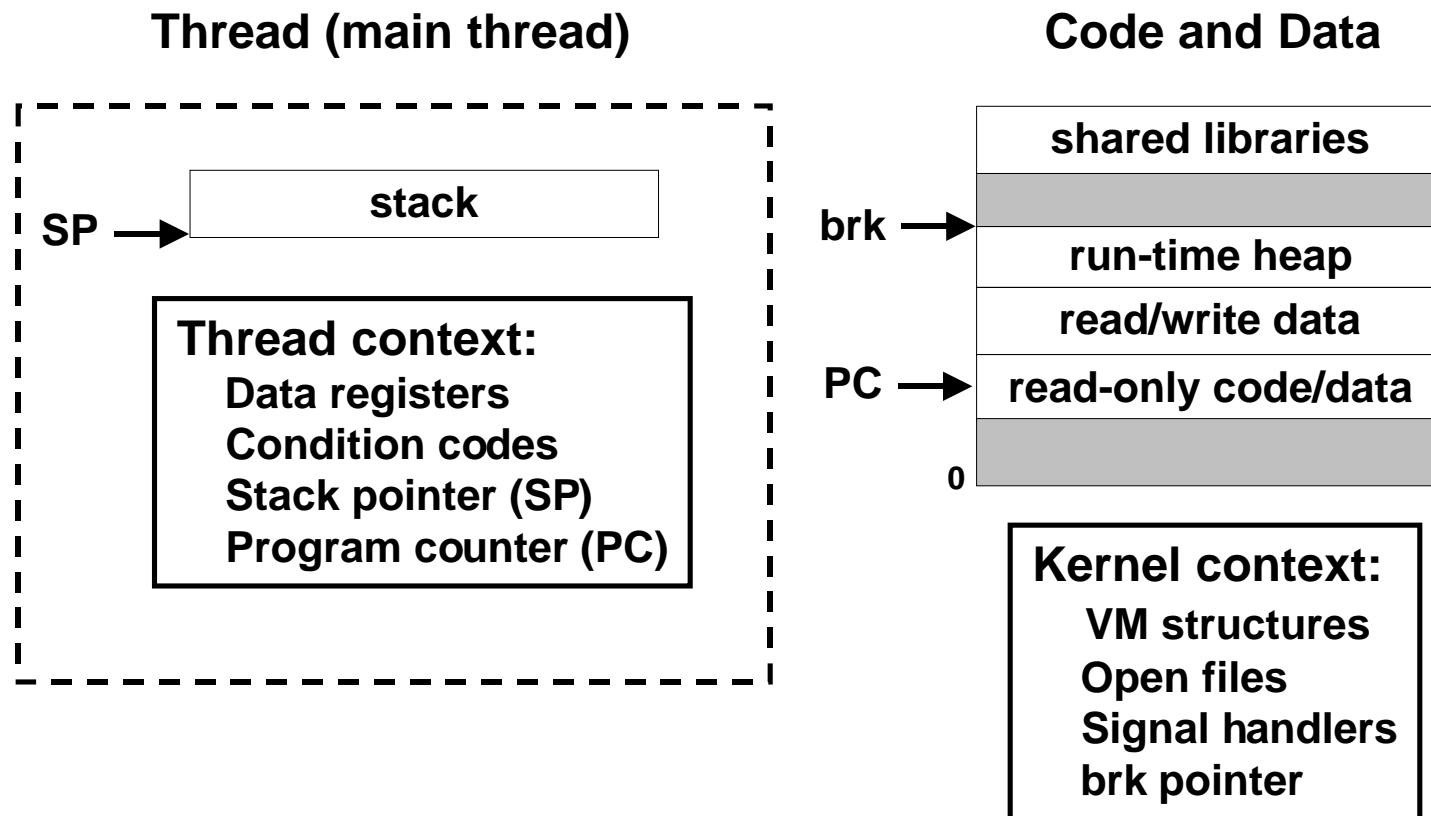 Thread (main thread)
stack
SP
Thread context:
Data registers
Condition codes
Stack pointer (SP)
Program counter (PC)
Code and Data
shared libraries
brk
run-time heap
read/write data
PC
read-only code/data
0
Kernel context:
VM structures
Open files
Signal handlers
brk pointer